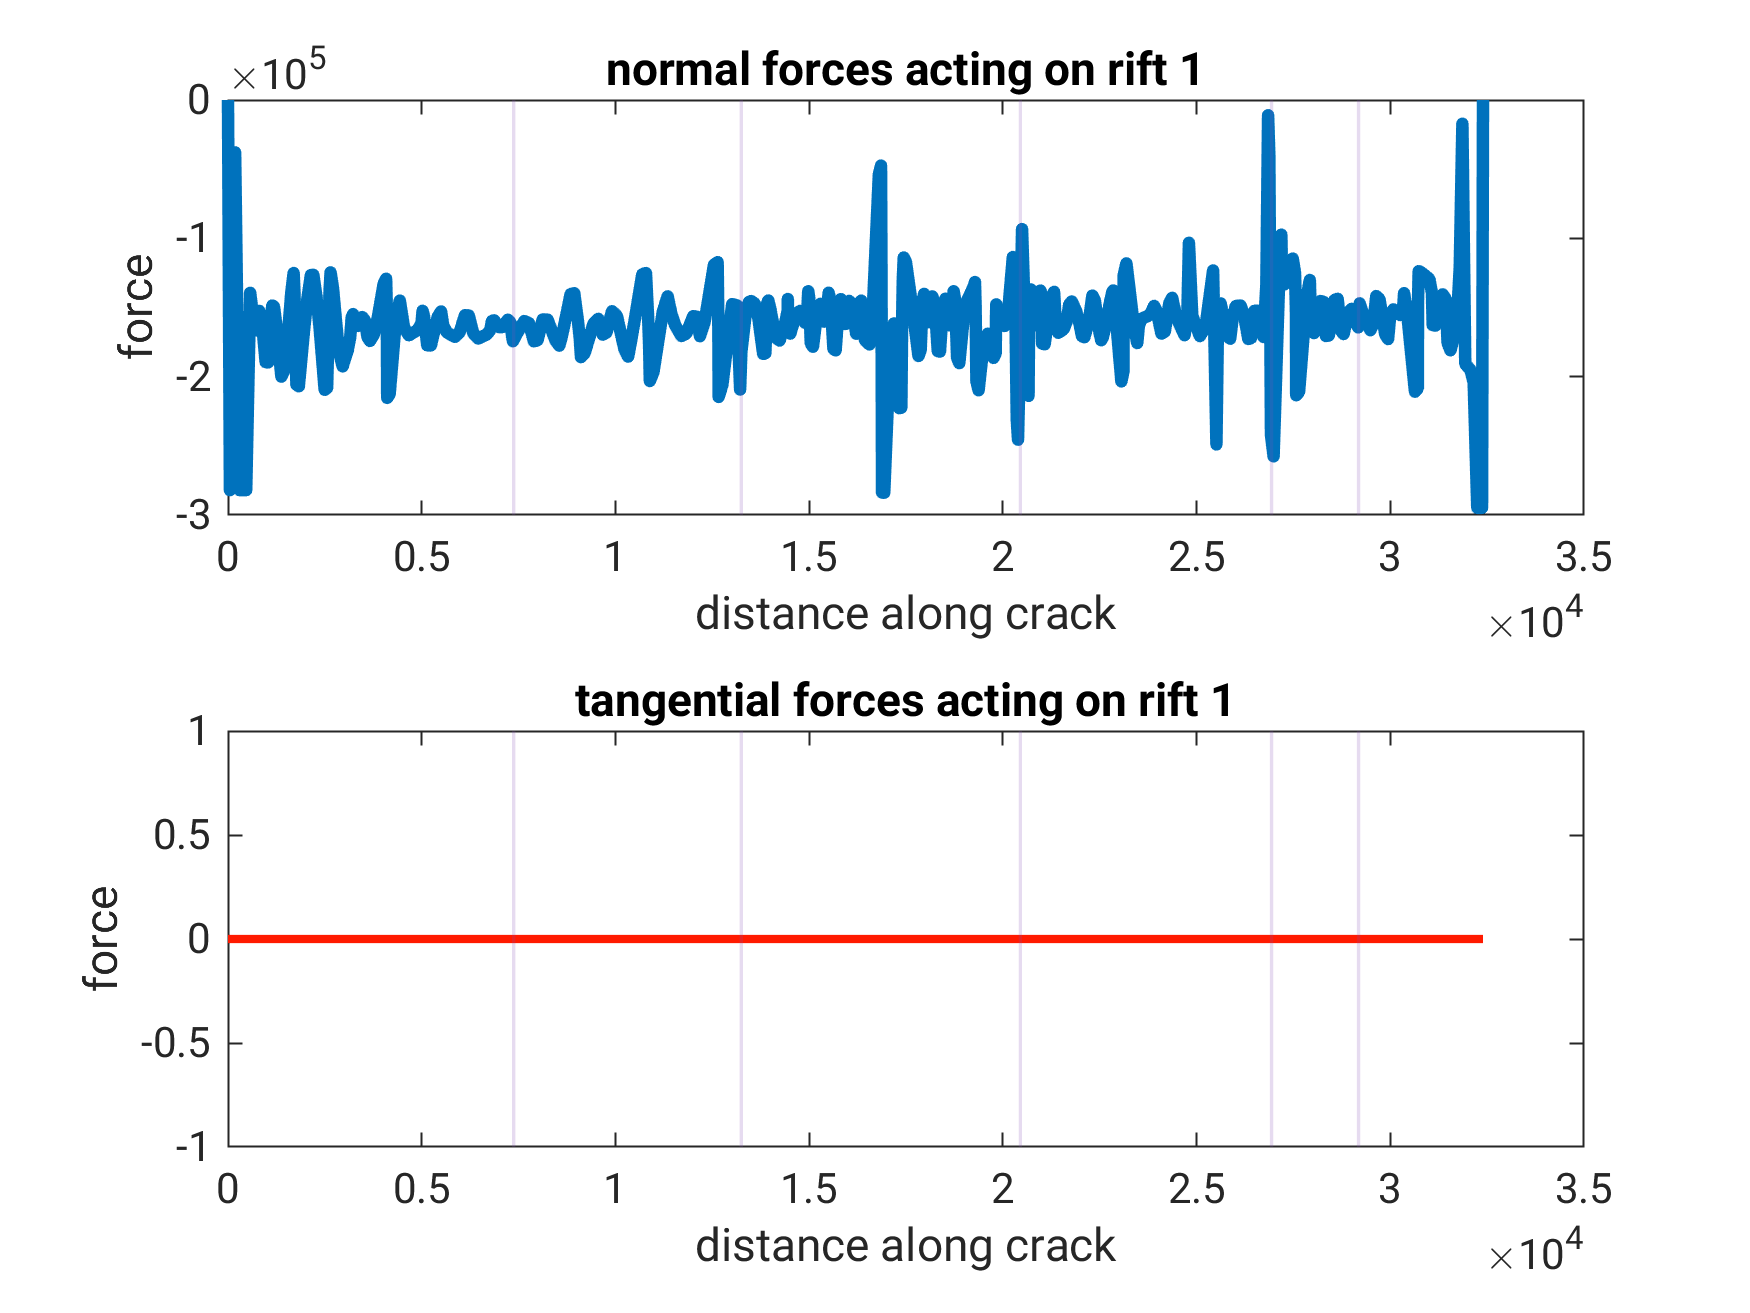 ×10^5
normal forces acting on rift 1
0
-1
-2
-3
force
0 0.5 1 1.5 2 2.5 3 3.5
distance along crack
×10^4
tangential forces acting on rift 1
1
0.5
0
-0.5
-1
force
0 0.5 1 1.5 2 2.5 3 3.5
distance along crack
×10^4